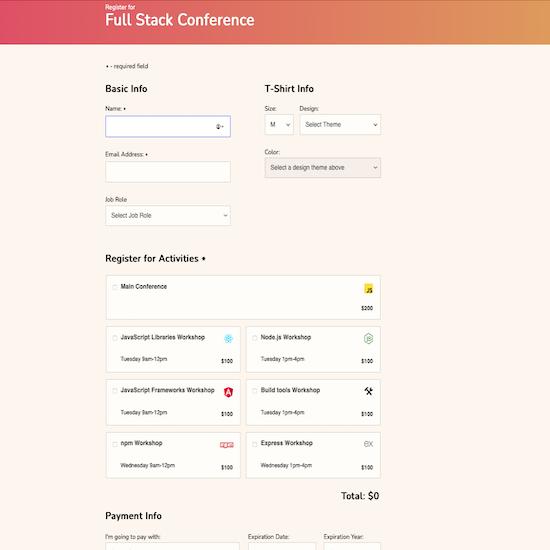 Register for
Full Stack Conference
• - required field
Basic Info
Name: •
Email Address: •
Job Role
Select Job Role
T-Shirt Info
Size:
Design:
M
Select Theme
Color:
Select a design theme above
Register for Activities •
Main Conference
JS
$200
JavaScript Libraries Workshop
Tuesday 9am-12pm
$100
Node.js Workshop
Tuesday 1pm-4pm
$100
JavaScript Frameworks Workshop
A
Tuesday 9am-12pm
$100
Build tools Workshop
Tuesday 1pm-4pm
$100
npm Workshop
npm
Wednesday 9am-12pm
$100
Express Workshop
ex
Wednesday 1pm-4pm
$100
Total: $0
Payment Info
I'm going to pay with:
Expiration Date:
Expiration Year: